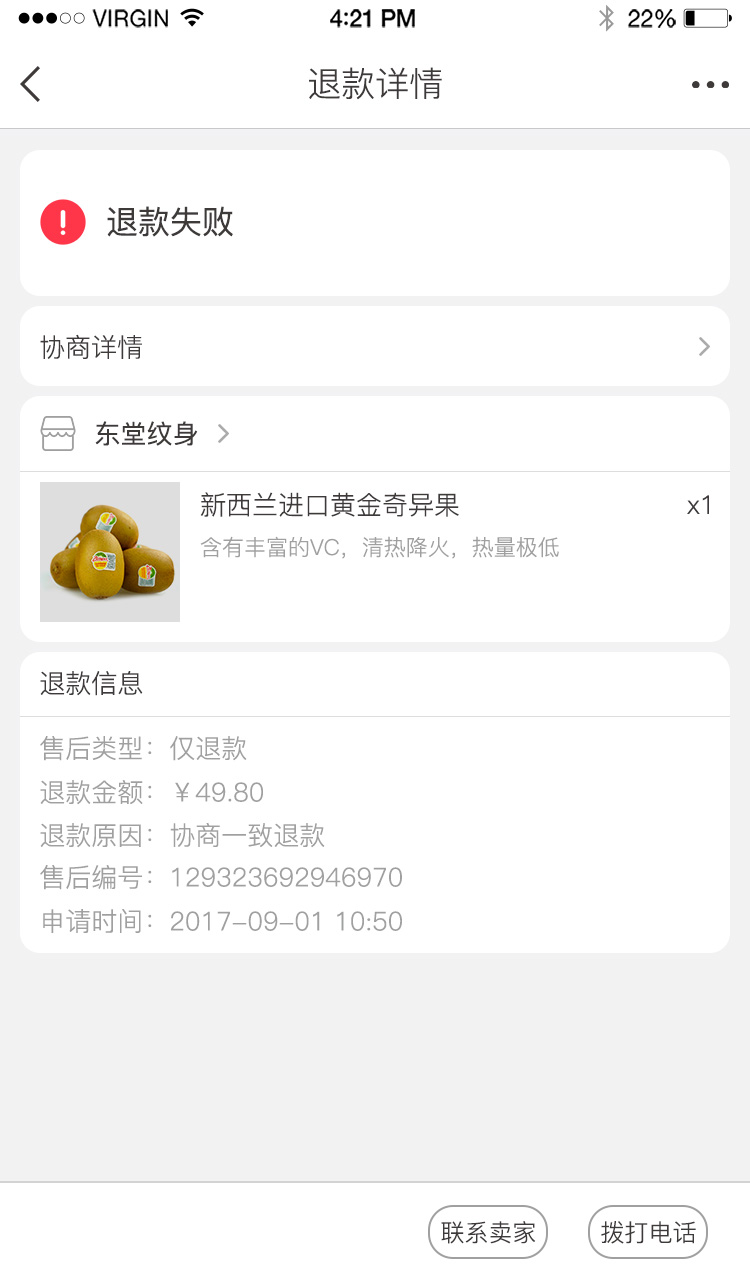 VIRGIN 4:21 PM 22%
退款详情
退款失败
协商详情
东堂纹身
新西兰进口黄金奇异果 x1
含有丰富的VC，清热降火，热量极低
退款信息
售后类型：仅退款
退款金额：￥49.80
退款原因：协商一致退款
售后编号：129323692946970
申请时间：2017-09-01 10:50
联系卖家 拨打电话